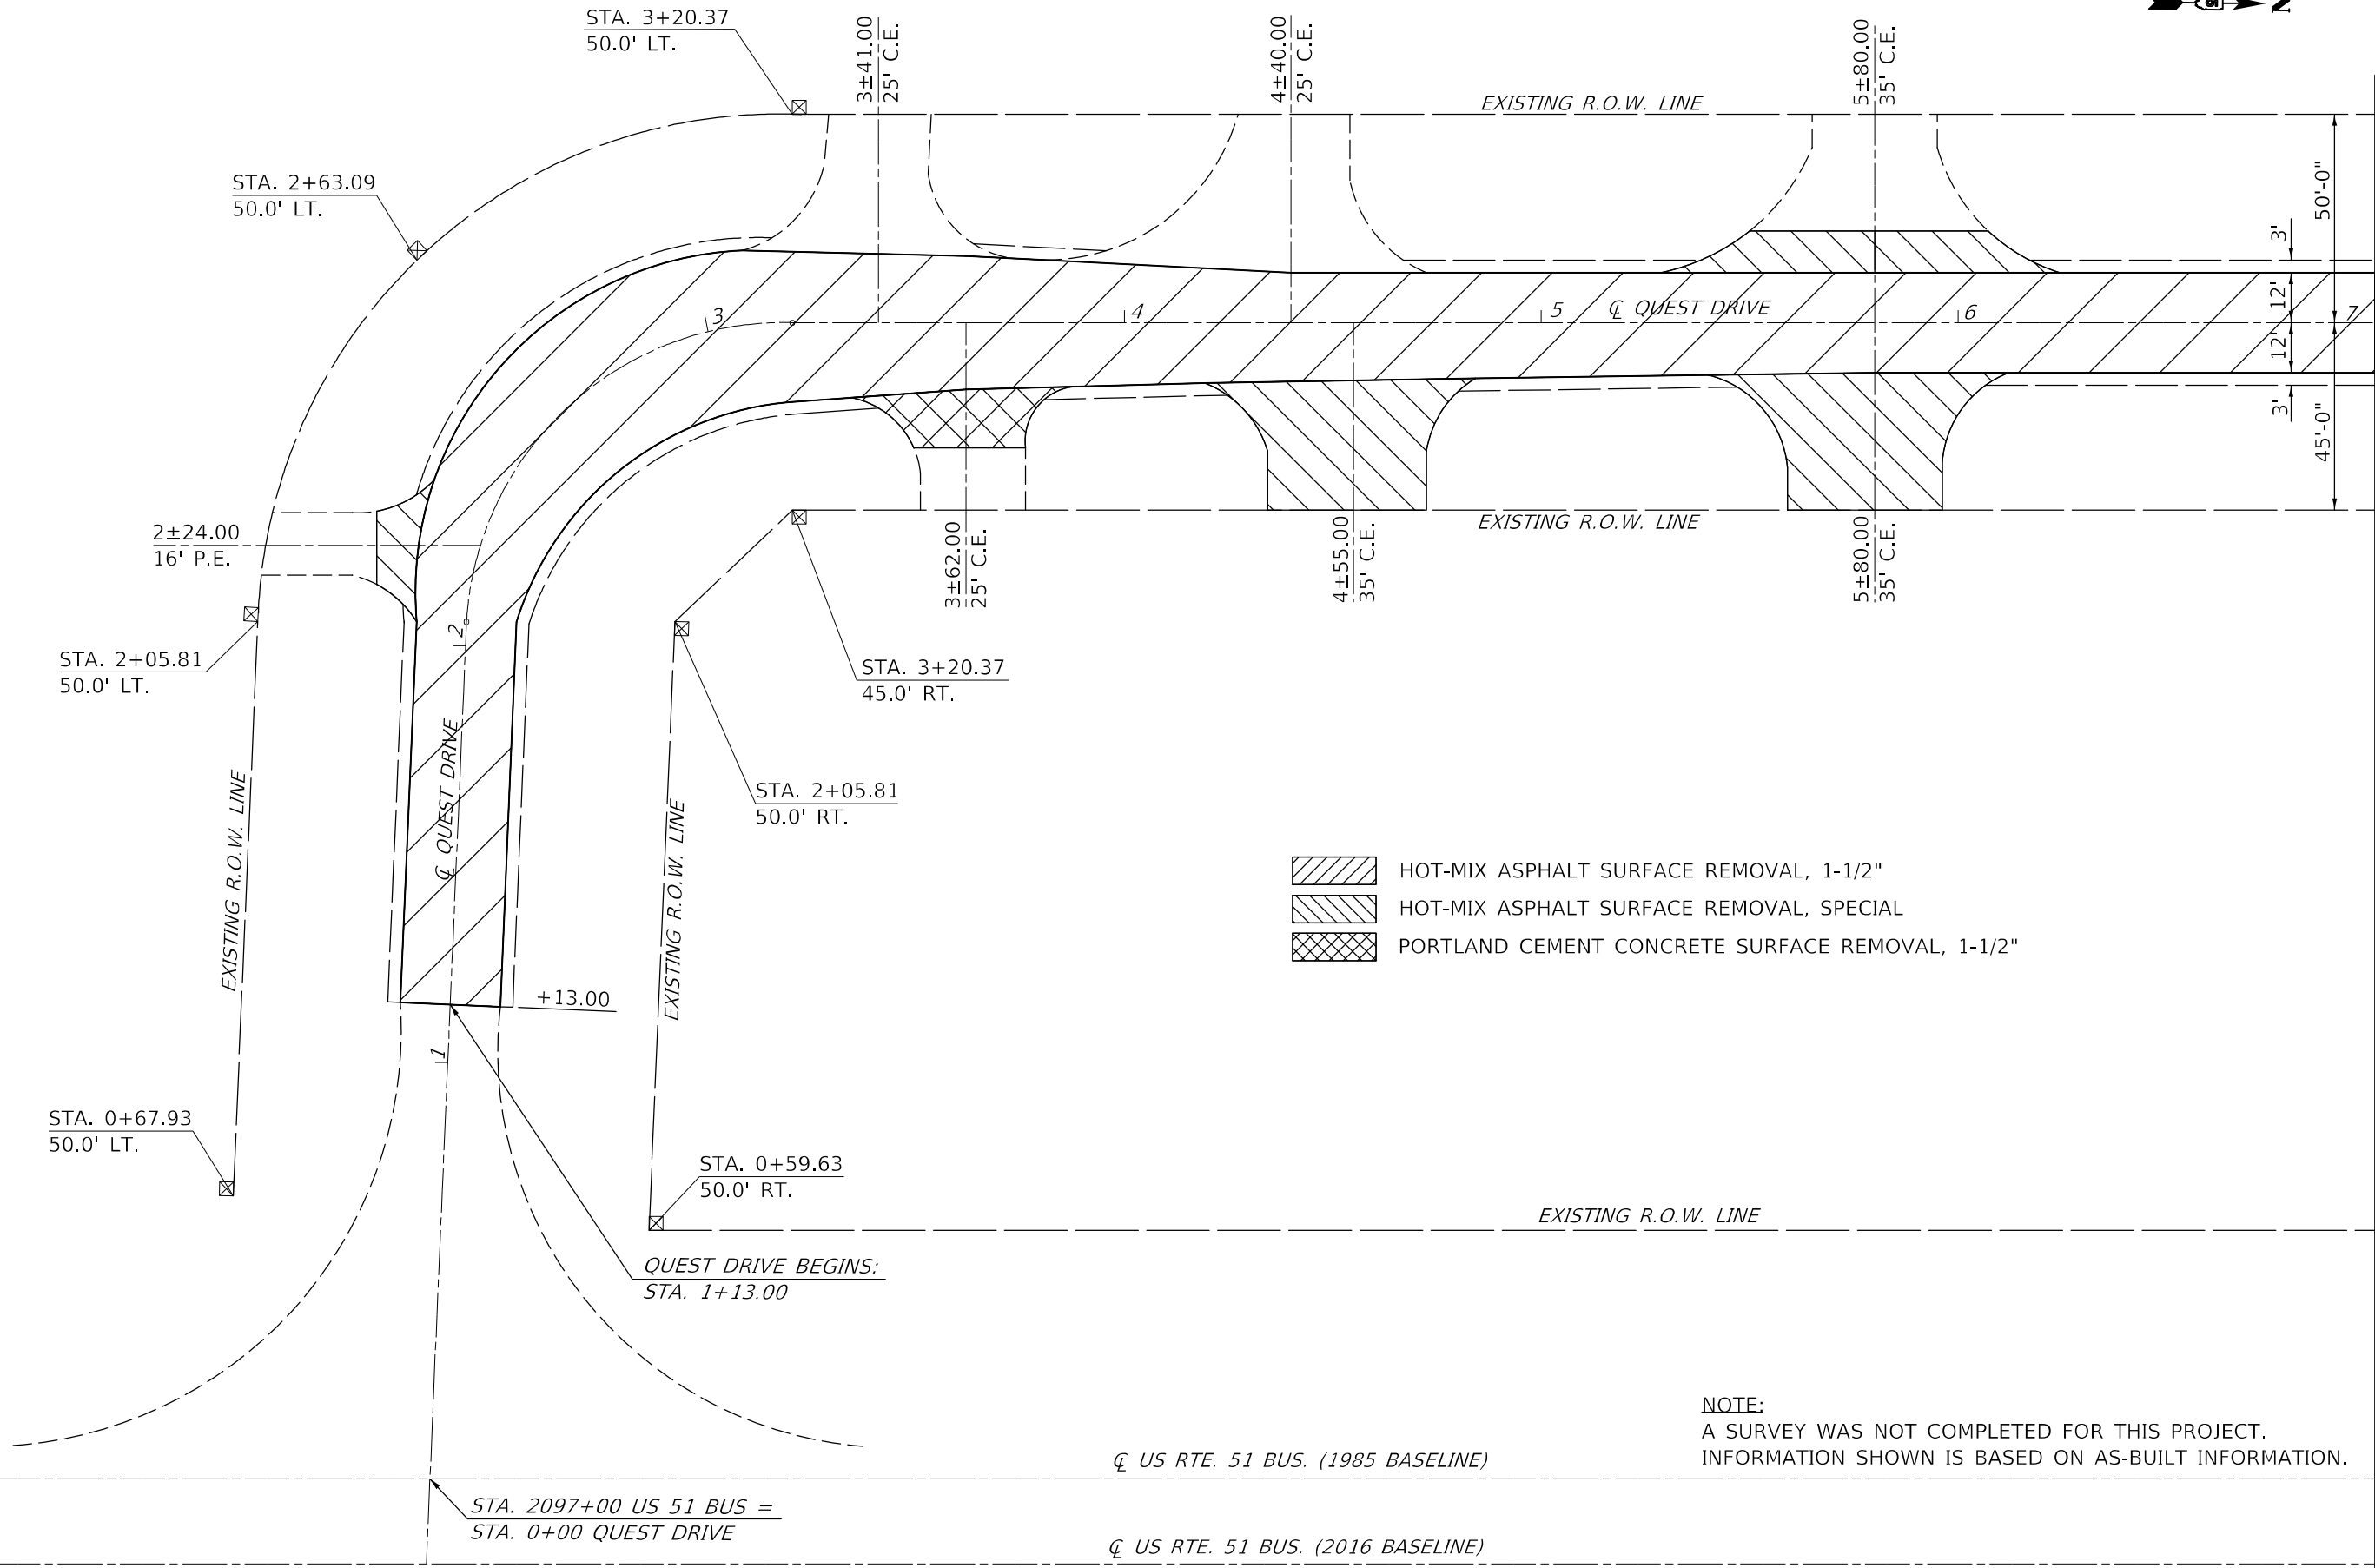 STA. 3+20.37
50.0' LT.
3±41.00
25' C.E.
4±40.00
25' C.E.
5±80.00
35' C.E.
N
EXISTING R.O.W. LINE
STA. 2+63.09
50.0' LT.
50'-0"
3'
12'
12'
3'
45'-0"
3
4
5
℄ QUEST DRIVE
6
7
2±24.00
16' P.E.
3±62.00
25' C.E.
4±55.00
35' C.E.
5±80.00
35' C.E.
EXISTING R.O.W. LINE
2
STA. 2+05.81
50.0' LT.
STA. 3+20.37
45.0' RT.
℄ QUEST DRIVE
EXISTING R.O.W. LINE
EXISTING R.O.W. LINE
STA. 2+05.81
50.0' RT.
HOT-MIX ASPHALT SURFACE REMOVAL, 1-1/2"
HOT-MIX ASPHALT SURFACE REMOVAL, SPECIAL
PORTLAND CEMENT CONCRETE SURFACE REMOVAL, 1-1/2"
+13.00
1
STA. 0+67.93
50.0' LT.
STA. 0+59.63
50.0' RT.
EXISTING R.O.W. LINE
QUEST DRIVE BEGINS:
STA. 1+13.00
NOTE:
A SURVEY WAS NOT COMPLETED FOR THIS PROJECT.
INFORMATION SHOWN IS BASED ON AS-BUILT INFORMATION.
℄ US RTE. 51 BUS. (1985 BASELINE)
STA. 2097+00 US 51 BUS =
STA. 0+00 QUEST DRIVE
℄ US RTE. 51 BUS. (2016 BASELINE)